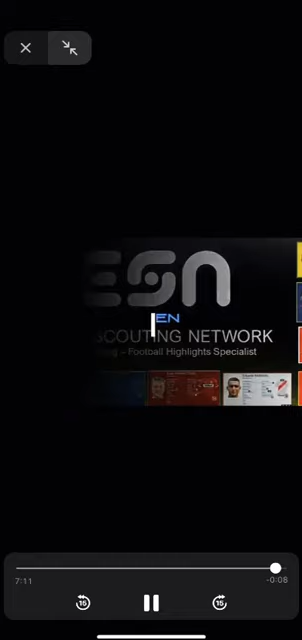 ESN
EN
SCOUTING NETWORK
– Football Highlights Specialist
7:11
-0:08
15
15